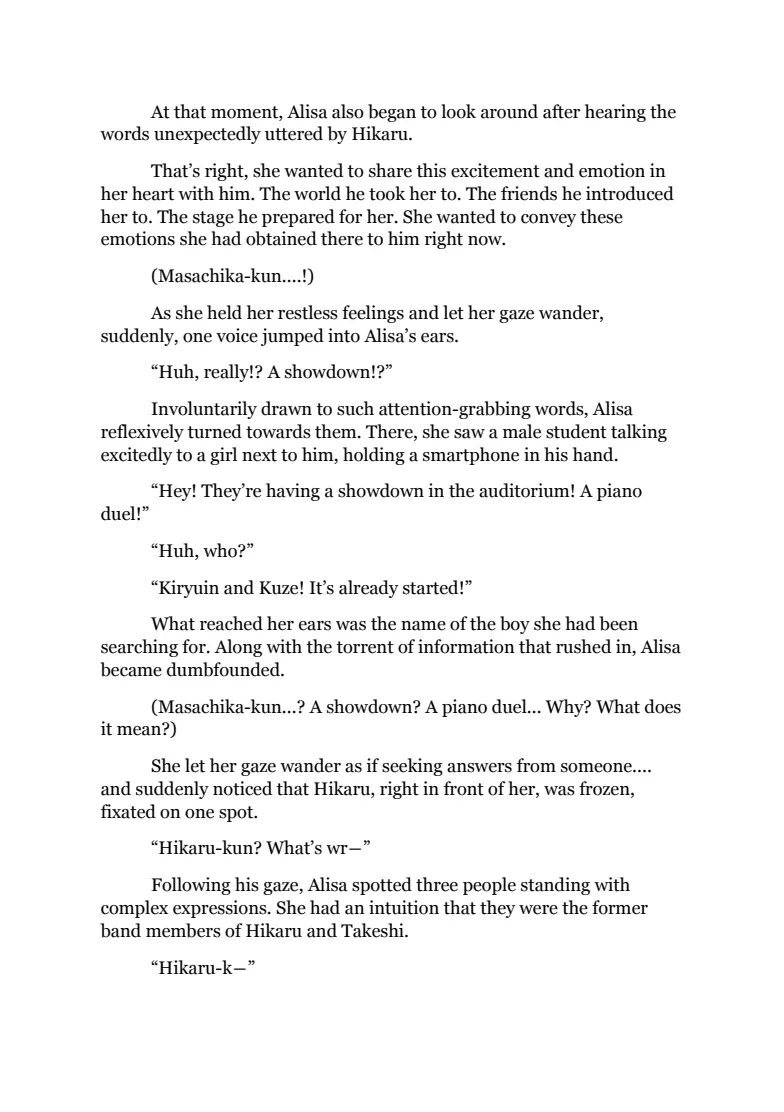 At that moment, Alisa also began to look around after hearing the
words unexpectedly uttered by Hikaru.
That’s right, she wanted to share this excitement and emotion in
her heart with him. The world he took her to. The friends he introduced
her to. The stage he prepared for her. She wanted to convey these
emotions she had obtained there to him right now.
(Masachika-kun....!)
As she held her restless feelings and let her gaze wander,
suddenly, one voice jumped into Alisa’s ears.
“Huh, really!? A showdown!?”
Involuntarily drawn to such attention-grabbing words, Alisa
reflexively turned towards them. There, she saw a male student talking
excitedly to a girl next to him, holding a smartphone in his hand.
“Hey! They’re having a showdown in the auditorium! A piano
duel!”
“Huh, who?”
“Kiryuin and Kuze! It’s already started!”
What reached her ears was the name of the boy she had been
searching for. Along with the torrent of information that rushed in, Alisa
became dumbfounded.
(Masachika-kun...? A showdown? A piano duel... Why? What does
it mean?)
She let her gaze wander as if seeking answers from someone....
and suddenly noticed that Hikaru, right in front of her, was frozen,
fixated on one spot.
“Hikaru-kun? What’s wr—”
Following his gaze, Alisa spotted three people standing with
complex expressions. She had an intuition that they were the former
band members of Hikaru and Takeshi.
“Hikaru-k—”